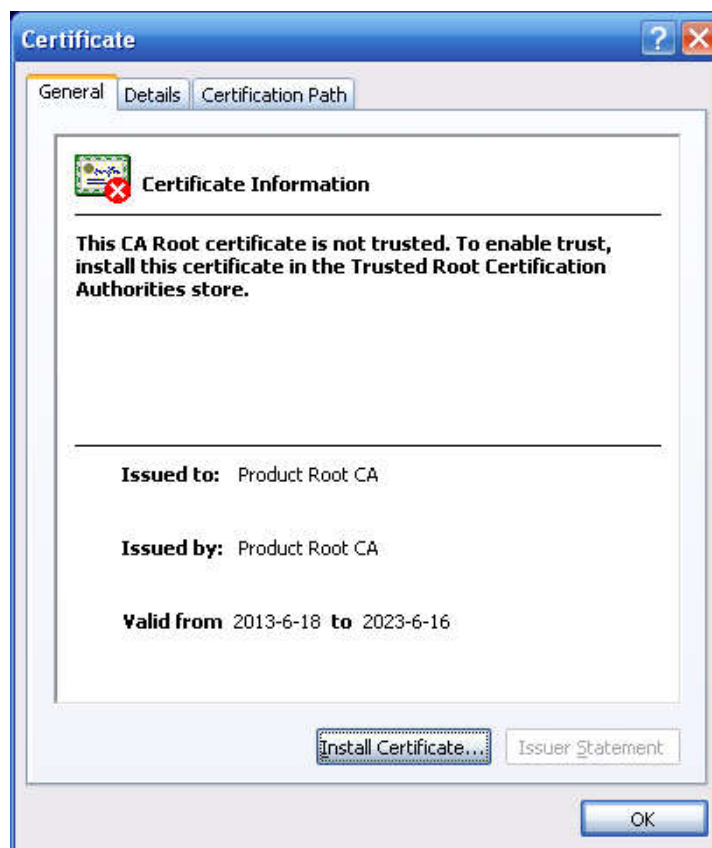 Certificate
General Details Certification Path
Certificate Information
This CA Root certificate is not trusted. To enable trust,
install this certificate in the Trusted Root Certification
Authorities store.
Issued to: Product Root CA
Issued by: Product Root CA
Valid from 2013-6-18 to 2023-6-16
Install Certificate... Issuer Statement
OK